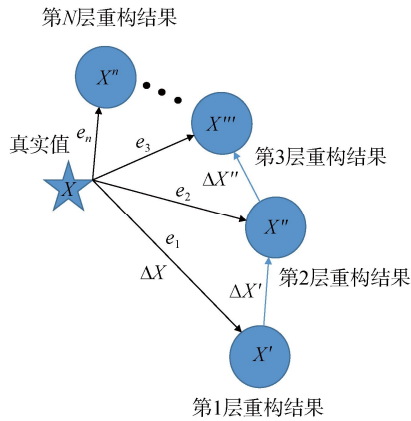 第N层重构结果
Xⁿ
X'''
真实值
eₙ
e₃
第3层重构结果
X
ΔX''
e₂
X''
e₁
ΔX
ΔX'
第2层重构结果
X'
第1层重构结果